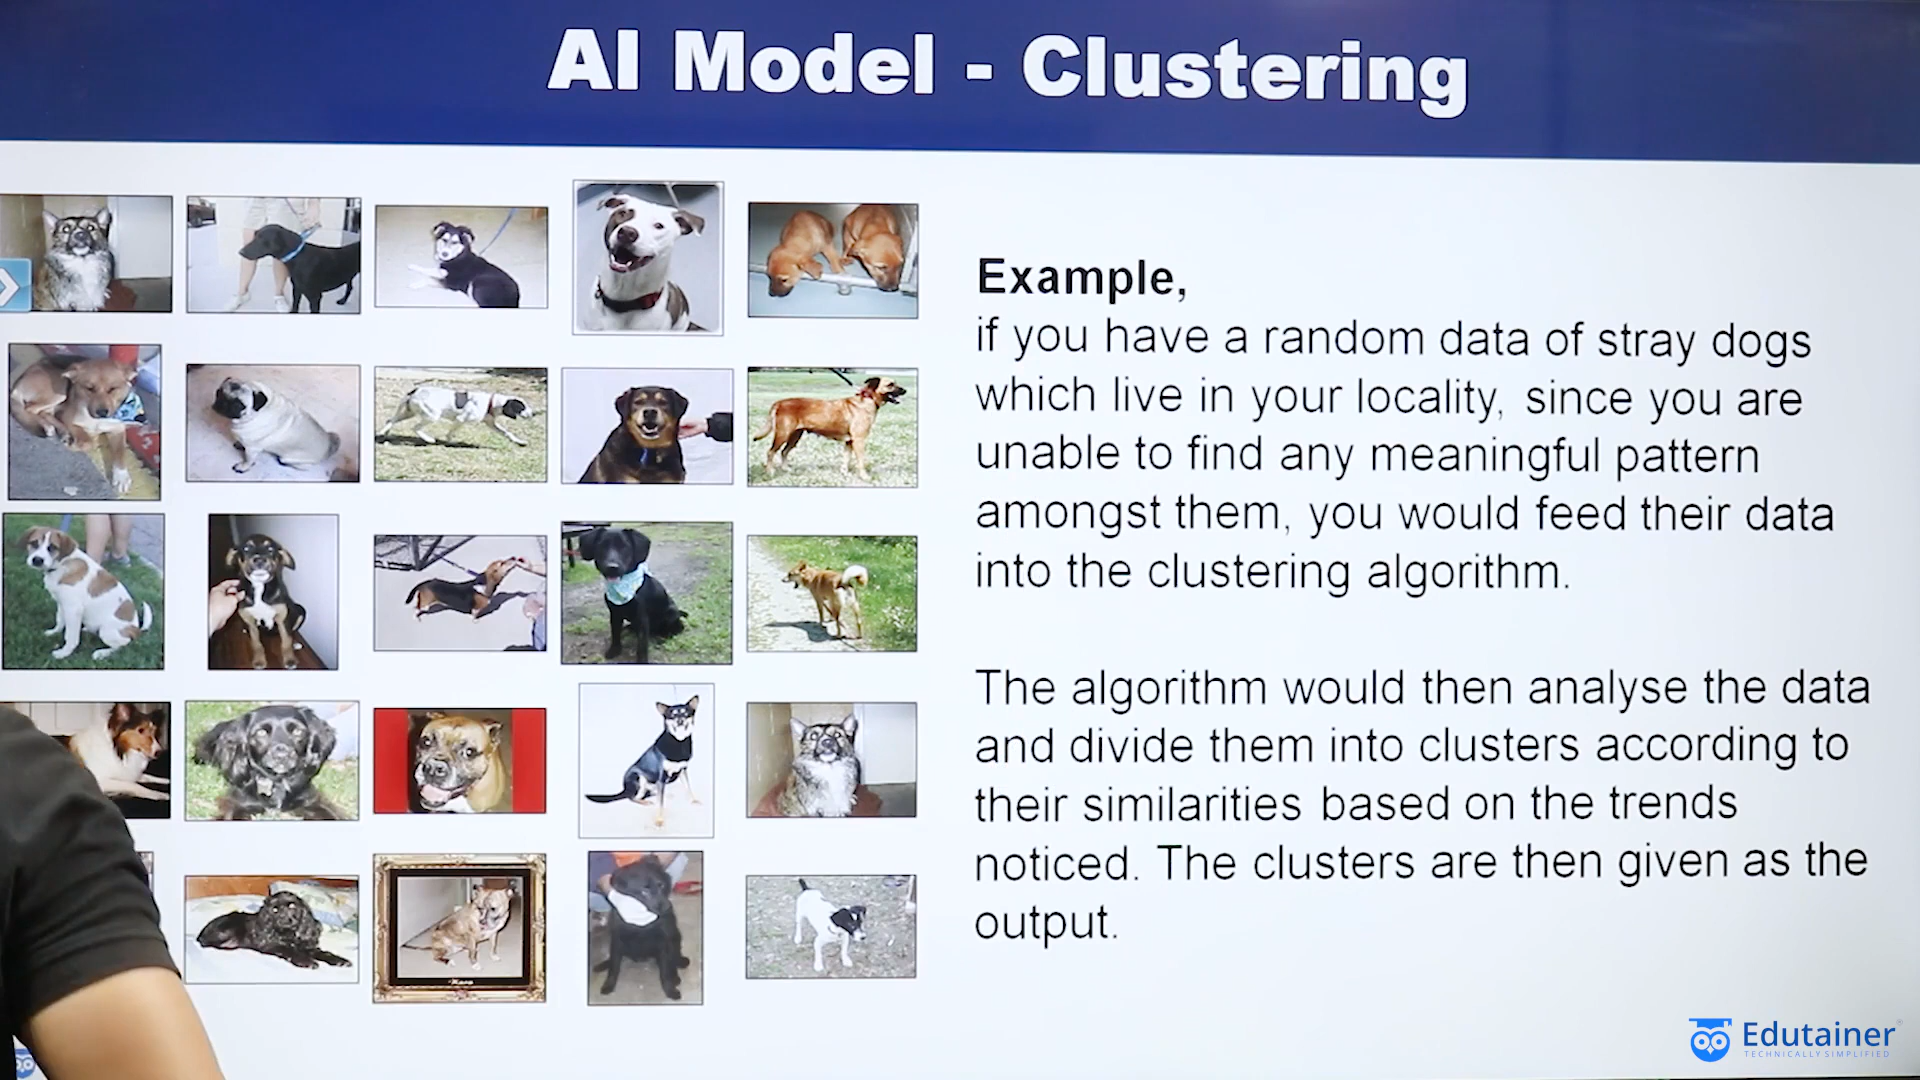 AI Model - Clustering
Example,
if you have a random data of stray dogs
which live in your locality, since you are
unable to find any meaningful pattern
amongst them, you would feed their data
into the clustering algorithm.
The algorithm would then analyse the data
and divide them into clusters according to
their similarities based on the trends
noticed. The clusters are then given as the
output.
Edutainer
TECHNICALLY SIMPLIFIED